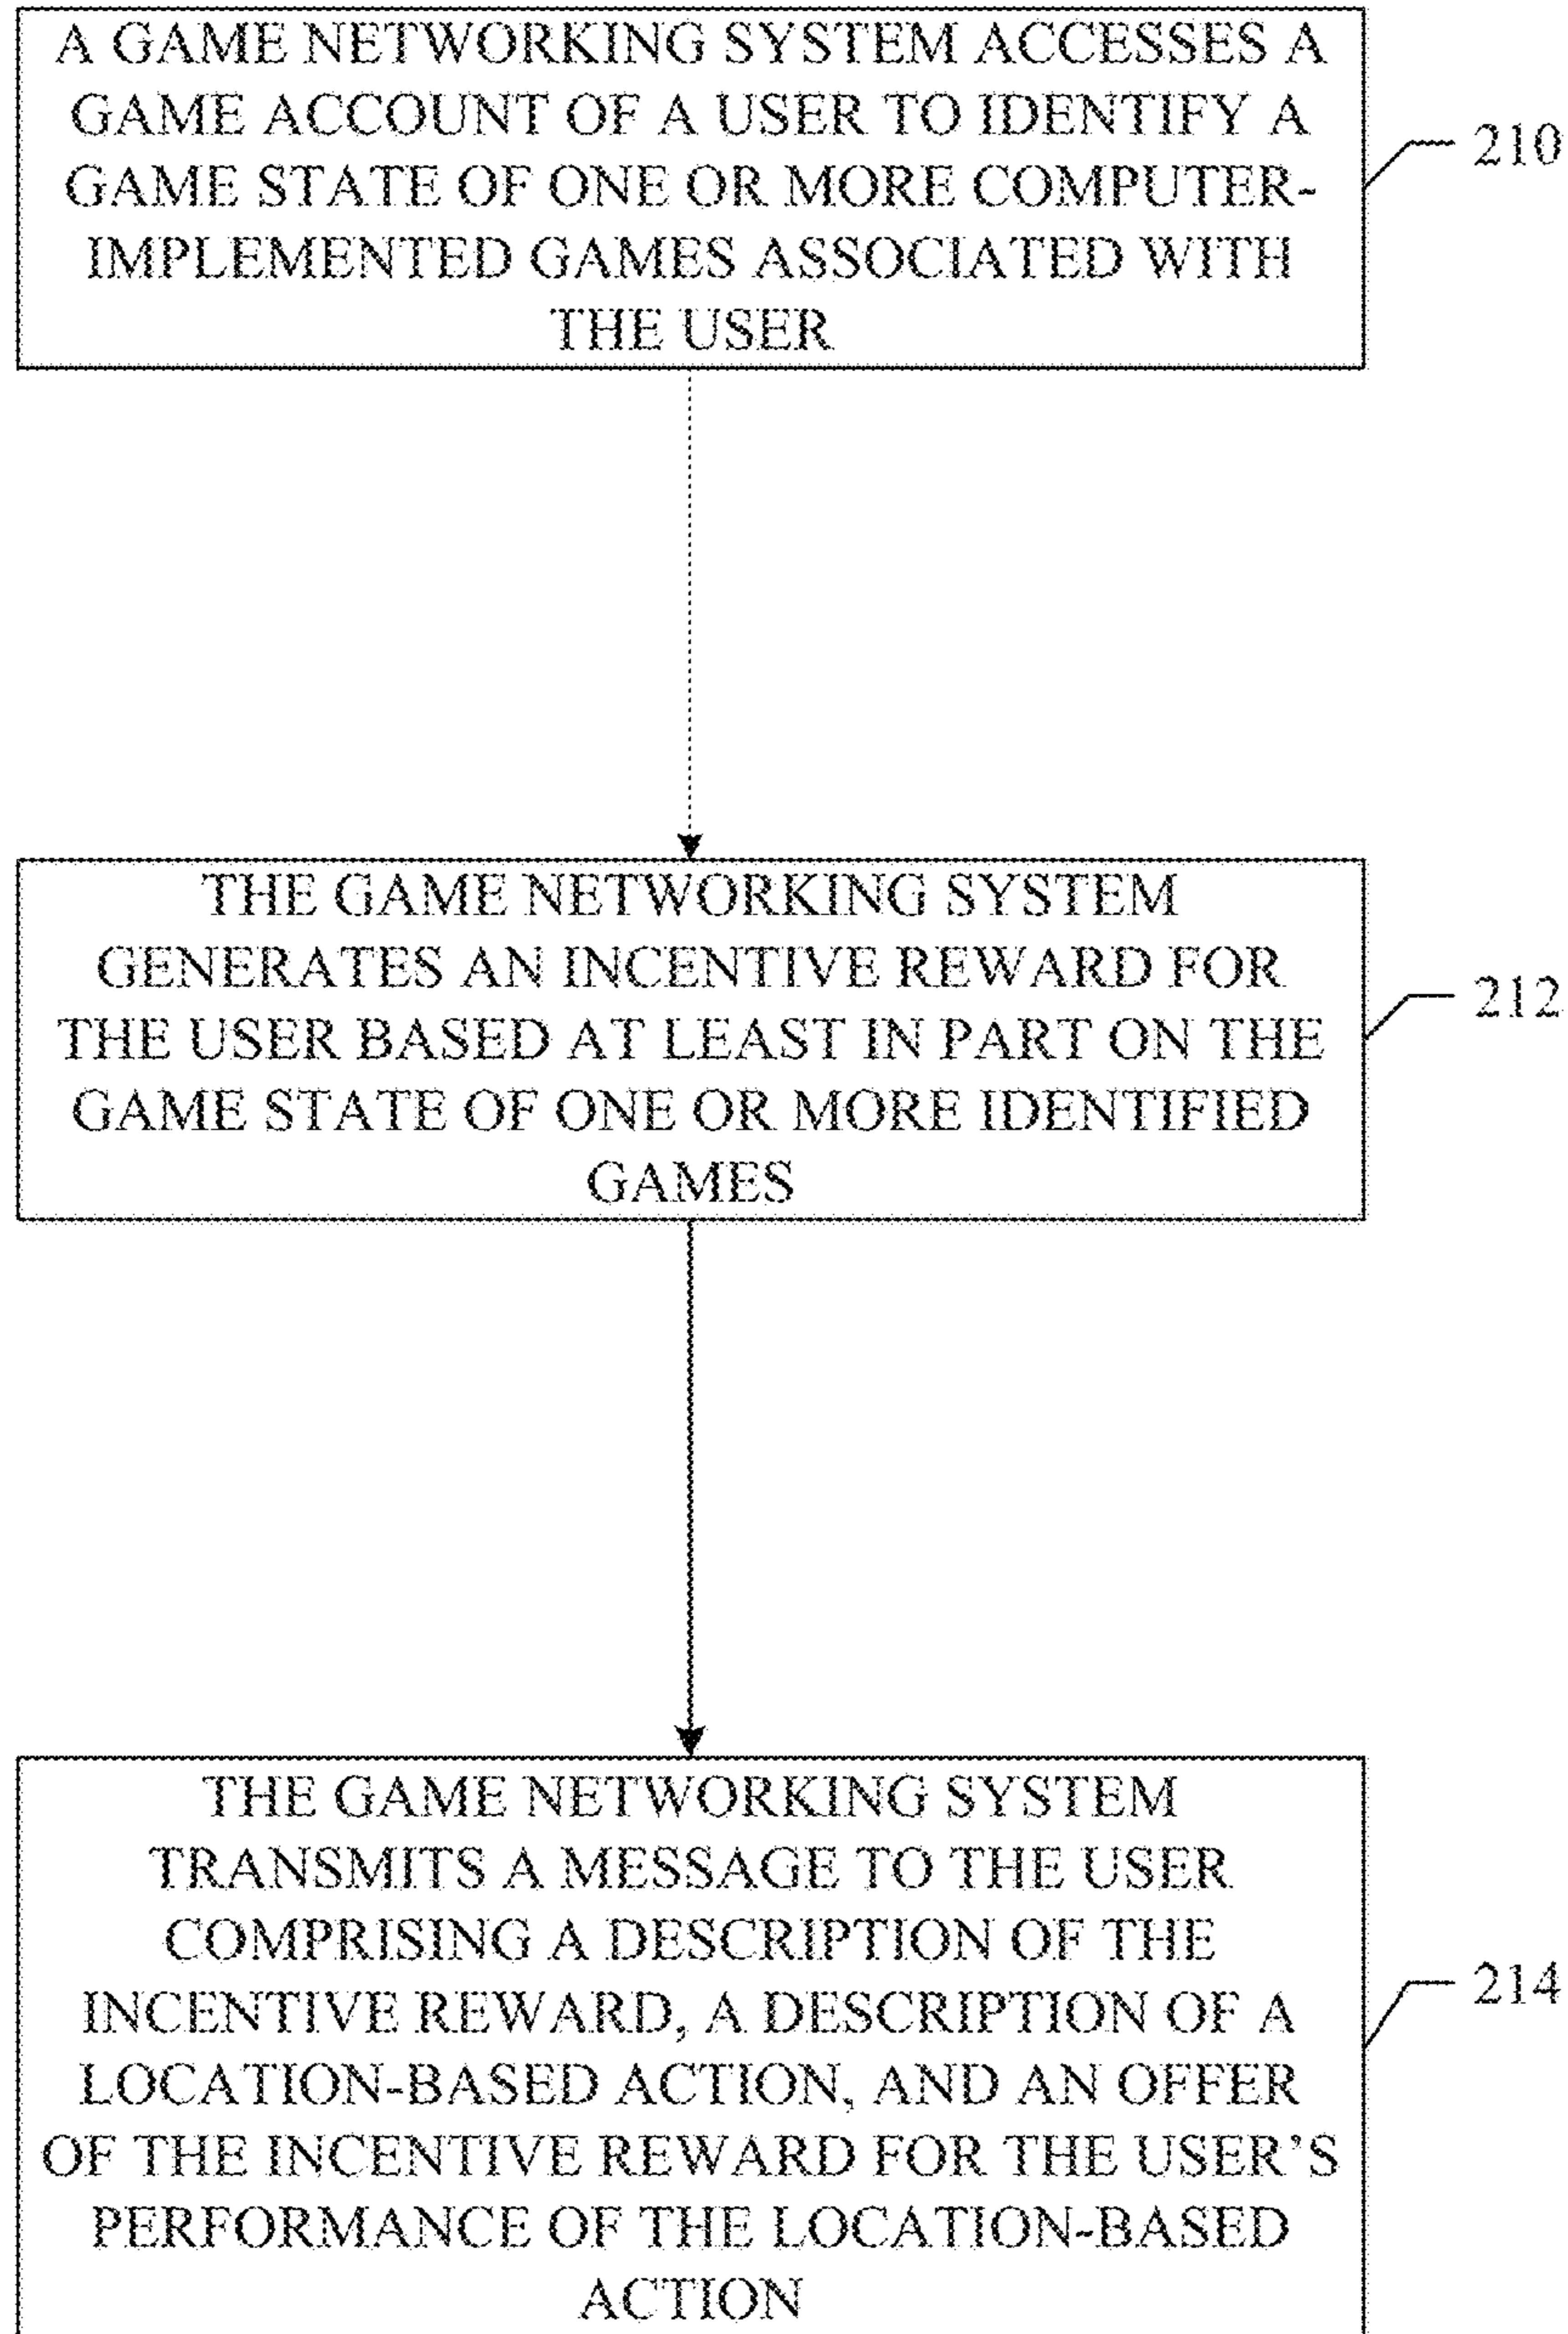 A GAME NETWORKING SYSTEM ACCESSES A
GAME ACCOUNT OF A USER TO IDENTIFY A
GAME STATE OF ONE OR MORE COMPUTER-
IMPLEMENTED GAMES ASSOCIATED WITH
THE USER
210
THE GAME NETWORKING SYSTEM
GENERATES AN INCENTIVE REWARD FOR
THE USER BASED AT LEAST IN PART ON THE
GAME STATE OF ONE OR MORE IDENTIFIED
GAMES
212
THE GAME NETWORKING SYSTEM
TRANSMITS A MESSAGE TO THE USER
COMPRISING A DESCRIPTION OF THE
INCENTIVE REWARD, A DESCRIPTION OF A
LOCATION-BASED ACTION, AND AN OFFER
OF THE INCENTIVE REWARD FOR THE USER’S
PERFORMANCE OF THE LOCATION-BASED
ACTION
214